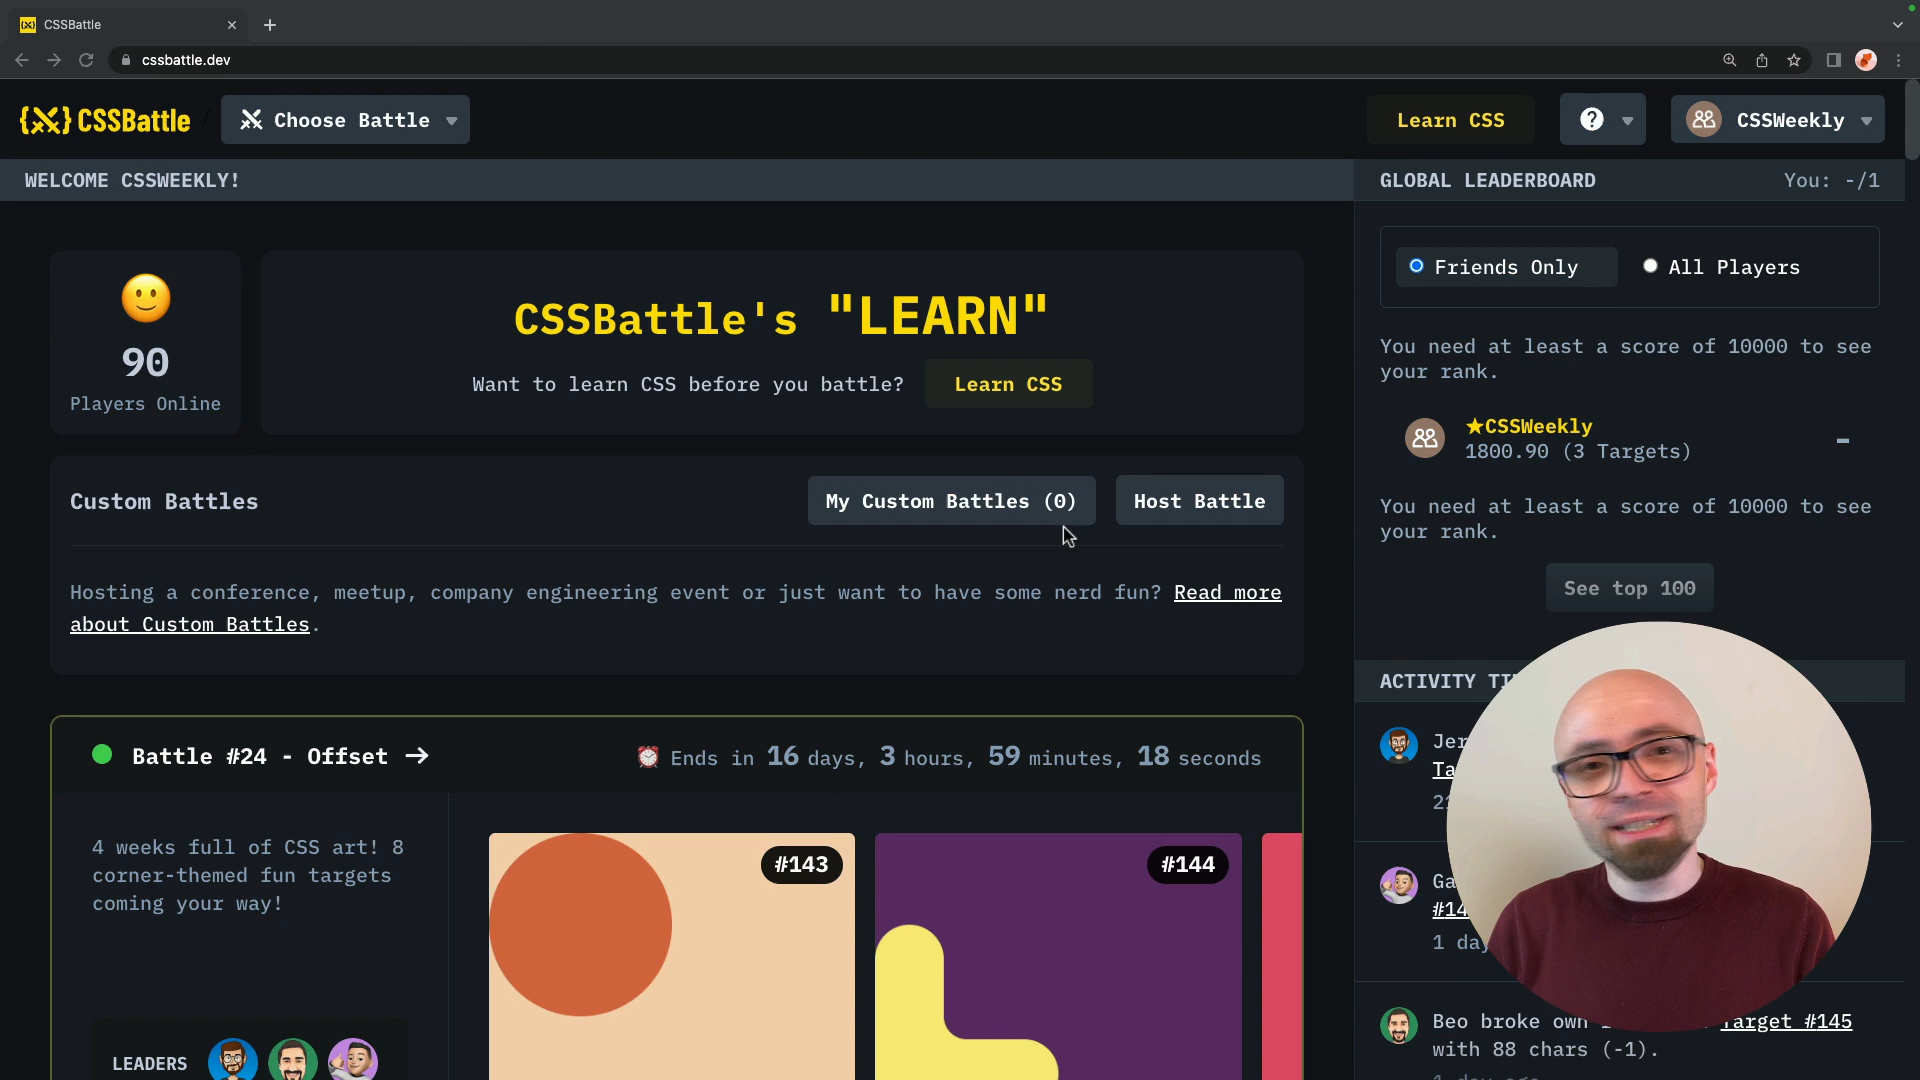 CSSBattle
cssbattle.dev
CSSBattle
Choose Battle
Learn CSS
?
CSSWeekly
WELCOME CSSWEEKLY!
GLOBAL LEADERBOARD
You: -/1
90
Players Online
CSSBattle's "LEARN"
Want to learn CSS before you battle?
Learn CSS
Friends Only
All Players
You need at least a score of 10000 to see
your rank.
★CSSWeekly
1800.90 (3 Targets)
-
You need at least a score of 10000 to see
your rank.
See top 100
Custom Battles
My Custom Battles (0)
Host Battle
Hosting a conference, meetup, company engineering event or just want to have some nerd fun? Read more
about Custom Battles.
Battle #24 - Offset →
Ends in 16 days, 3 hours, 59 minutes, 18 seconds
4 weeks full of CSS art! 8
corner-themed fun targets
coming your way!
#143
#144
LEADERS
ACTIVITY
1 day
Beo broke own
Target #145
with 88 chars (-1).